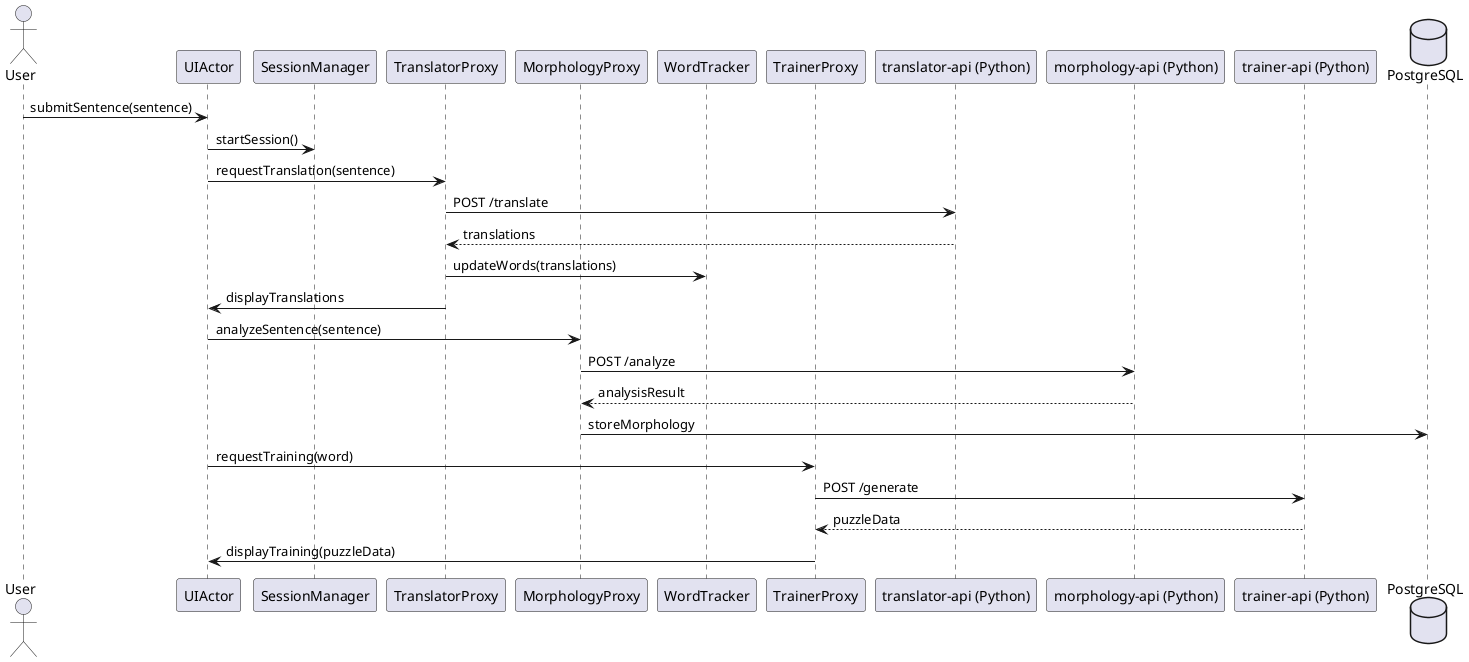 User
UIActor
SessionManager
TranslatorProxy
MorphologyProxy
WordTracker
TrainerProxy
translator-api (Python)
morphology-api (Python)
trainer-api (Python)
PostgreSQL
submitSentence(sentence)
startSession()
requestTranslation(sentence)
POST /translate
translations
updateWords(translations)
displayTranslations
analyzeSentence(sentence)
POST /analyze
analysisResult
storeMorphology
requestTraining(word)
POST /generate
puzzleData
displayTraining(puzzleData)
User
UIActor
SessionManager
TranslatorProxy
MorphologyProxy
WordTracker
TrainerProxy
translator-api (Python)
morphology-api (Python)
trainer-api (Python)
PostgreSQL